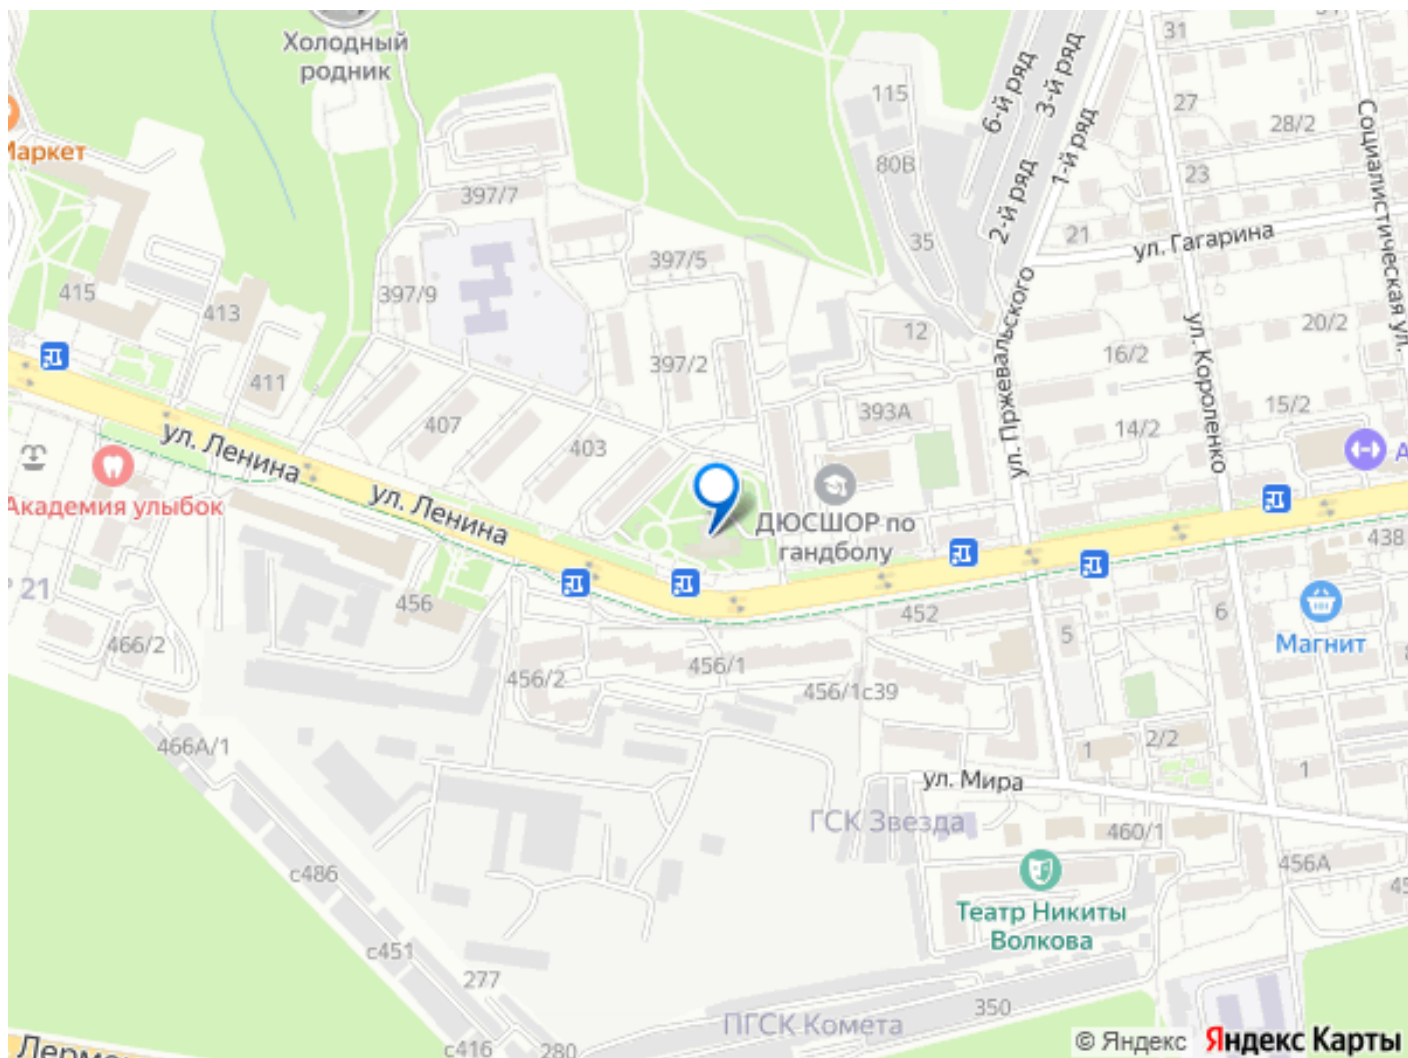 Холодный
родник
Маркет
115
6-й ряд
3-й ряд
31
27
28/2
80В
1-й ряд
2-й ряд
23
397/7
35
21
ул. Гагарина
Социалистическая ул.
397/5
397/9
415
413
12
ул. Пржевальского
ул. Короленко
20/2
16/2
397/2
411
407
403
393А
15/2
14/2
ул. Ленина
ул. Ленина
Академия улыбок
ДЮСШОР по
гандболу
438
21
456
452
5
6
Магнит
466/2
456/2
456/1
456/1с39
466А/1
1
2/2
1
ул. Мира
ГСК Звезда
460/1
456А
с486
Театр Никиты
Волкова
с451
277
350
ПГСК Комета
с416
280
© Яндекс
Яндекс Карты